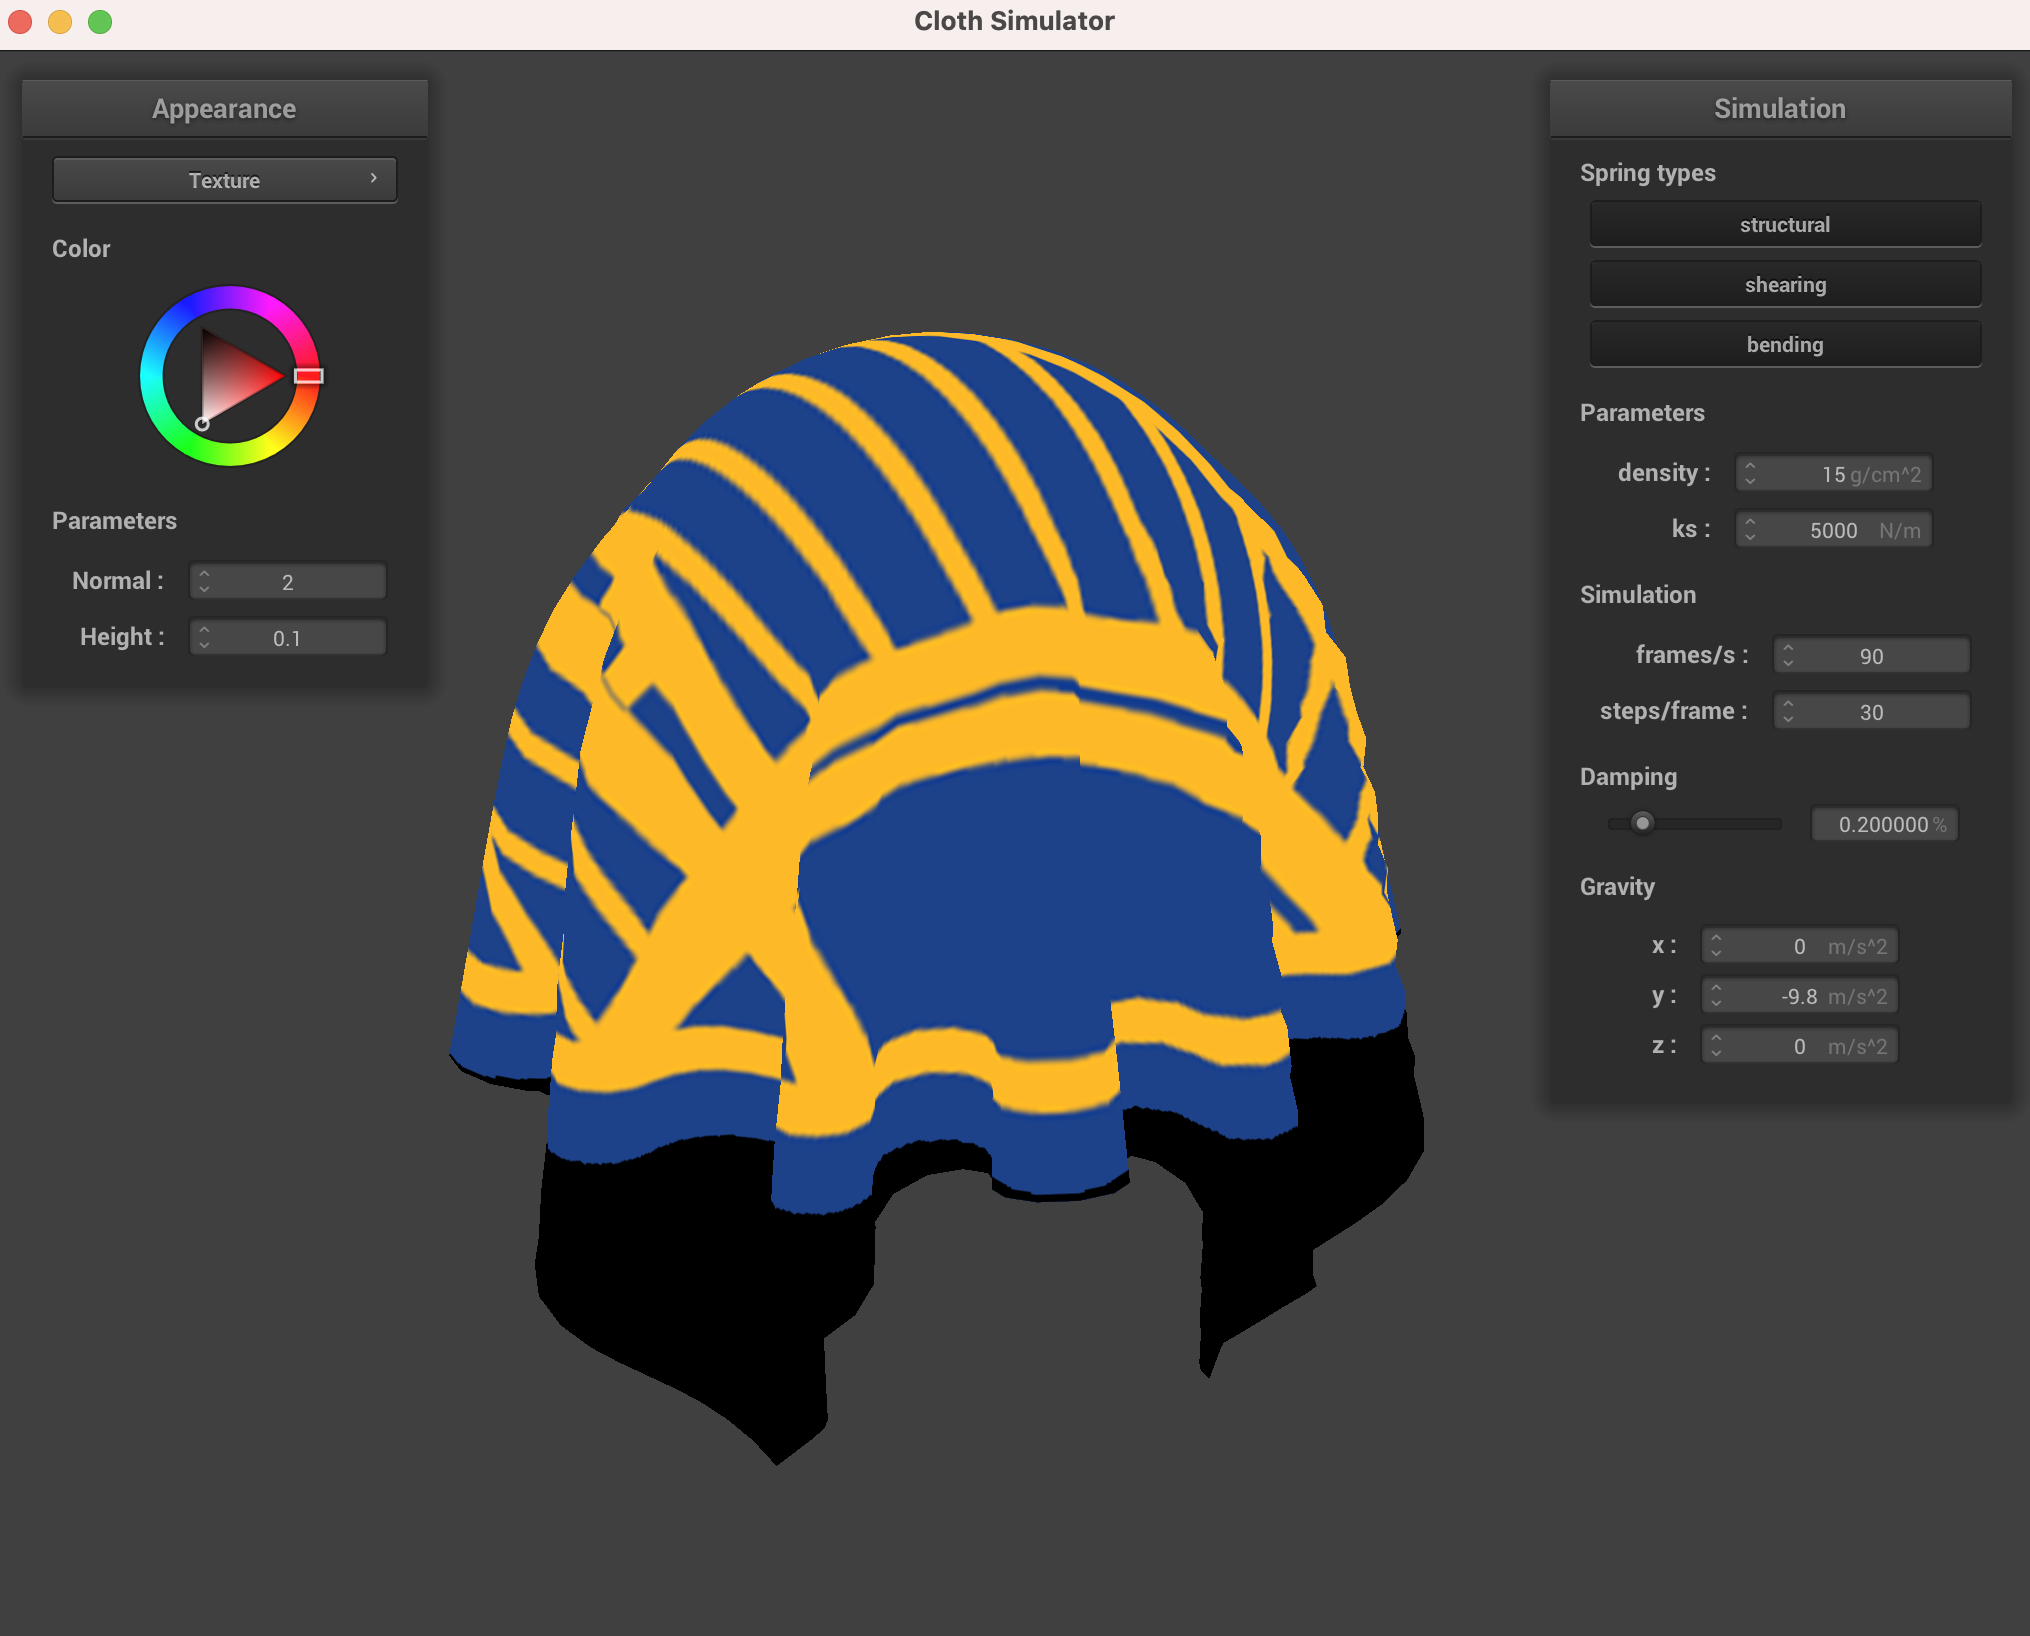 Cloth Simulator
Appearance
Texture
Color
Parameters
Normal : 2
Height : 0.1
Simulation
Spring types
structural
shearing
bending
Parameters
density : 15 g/cm^2
ks : 5000 N/m
Simulation
frames/s : 90
steps/frame : 30
Damping
0.200000 %
Gravity
x : 0 m/s^2
y : -9.8 m/s^2
z : 0 m/s^2